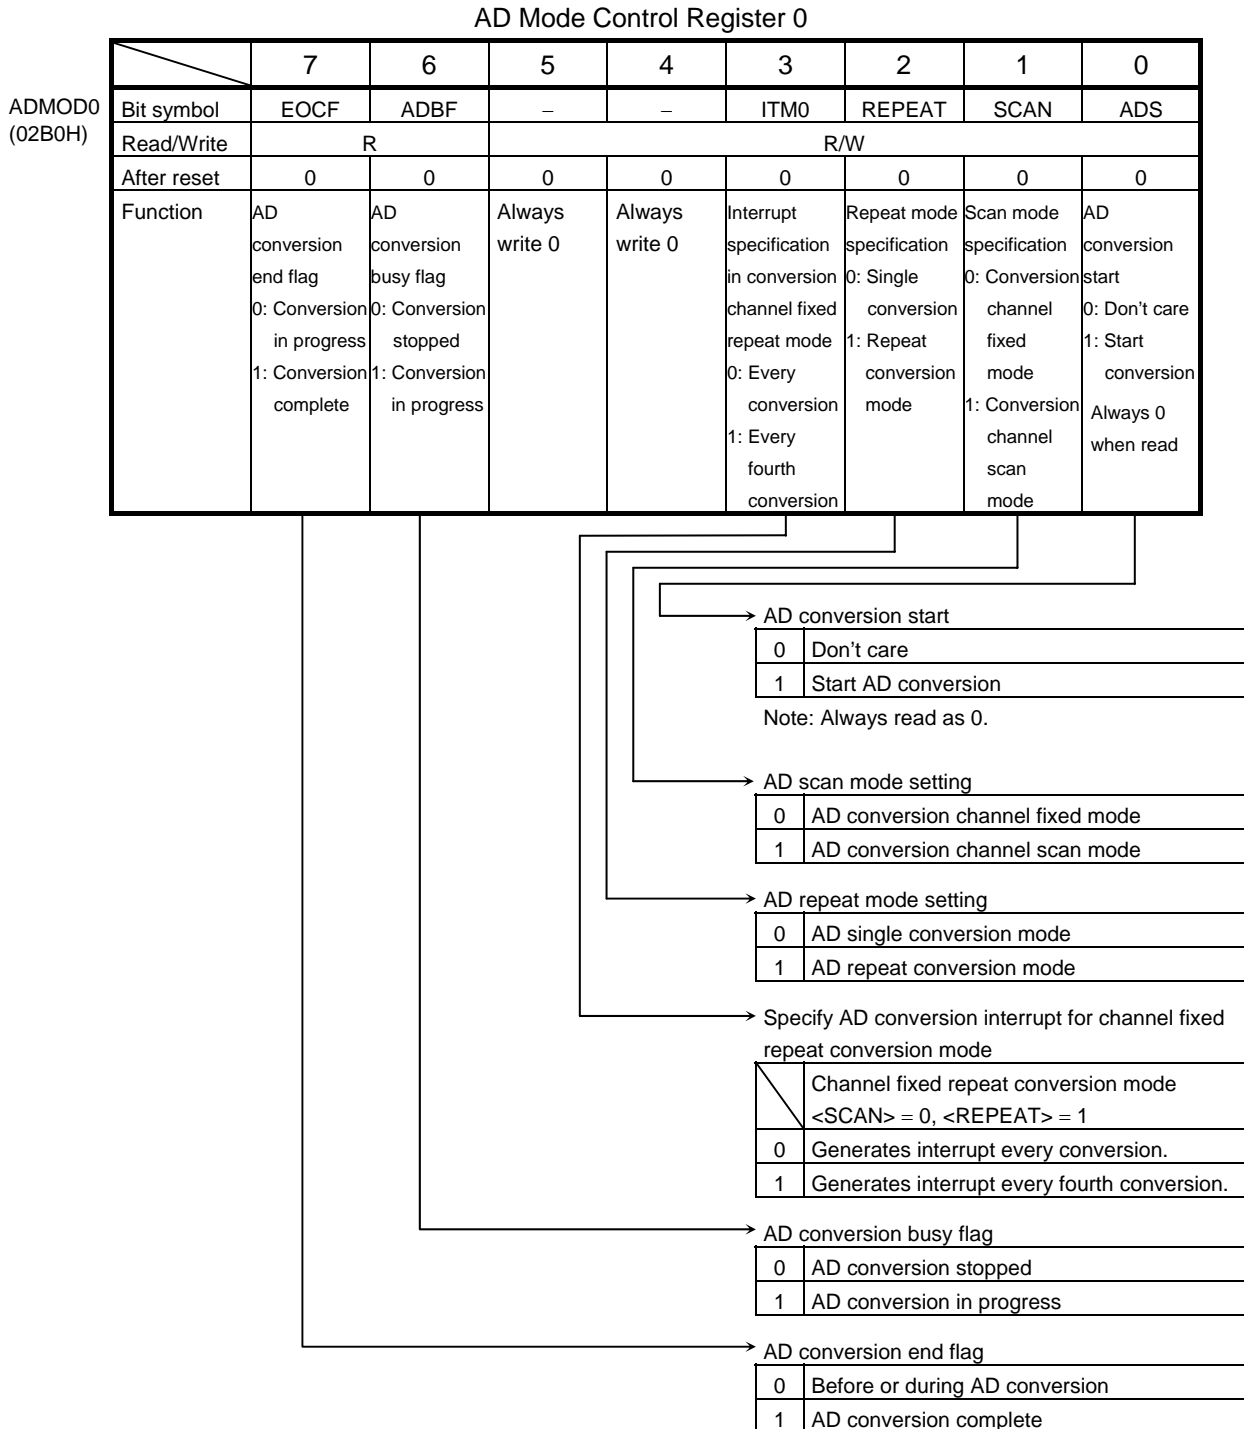 AD Mode Control Register 0
7 6 5 4 3 2 1 0
ADMOD0
(02B0H)
Bit symbol EOCF ADBF − − ITM0 REPEAT SCAN ADS
Read/Write R R/W
After reset 0 0 0 0 0 0 0 0
Function
AD
conversion
end flag
0: Conversion
in progress
1: Conversion
complete
AD
conversion
busy flag
0: Conversion
stopped
1: Conversion
in progress
Always
write 0
Always
write 0
Interrupt
specification
in conversion
channel fixed
repeat mode
0: Every
conversion
1: Every
fourth
conversion
Repeat mode
specification
0: Single
conversion
1: Repeat
conversion
mode
Scan mode
specification
0: Conversion
channel
fixed
mode
1: Conversion
channel
scan
mode
AD
conversion
start
0: Don't care
1: Start
conversion
Always 0
when read
AD conversion start
0 Don't care
1 Start AD conversion
Note: Always read as 0.
AD scan mode setting
0 AD conversion channel fixed mode
1 AD conversion channel scan mode
AD repeat mode setting
0 AD single conversion mode
1 AD repeat conversion mode
Specify AD conversion interrupt for channel fixed
repeat conversion mode
Channel fixed repeat conversion mode
<SCAN> = 0, <REPEAT> = 1
0 Generates interrupt every conversion.
1 Generates interrupt every fourth conversion.
AD conversion busy flag
0 AD conversion stopped
1 AD conversion in progress
AD conversion end flag
0 Before or during AD conversion
1 AD conversion complete